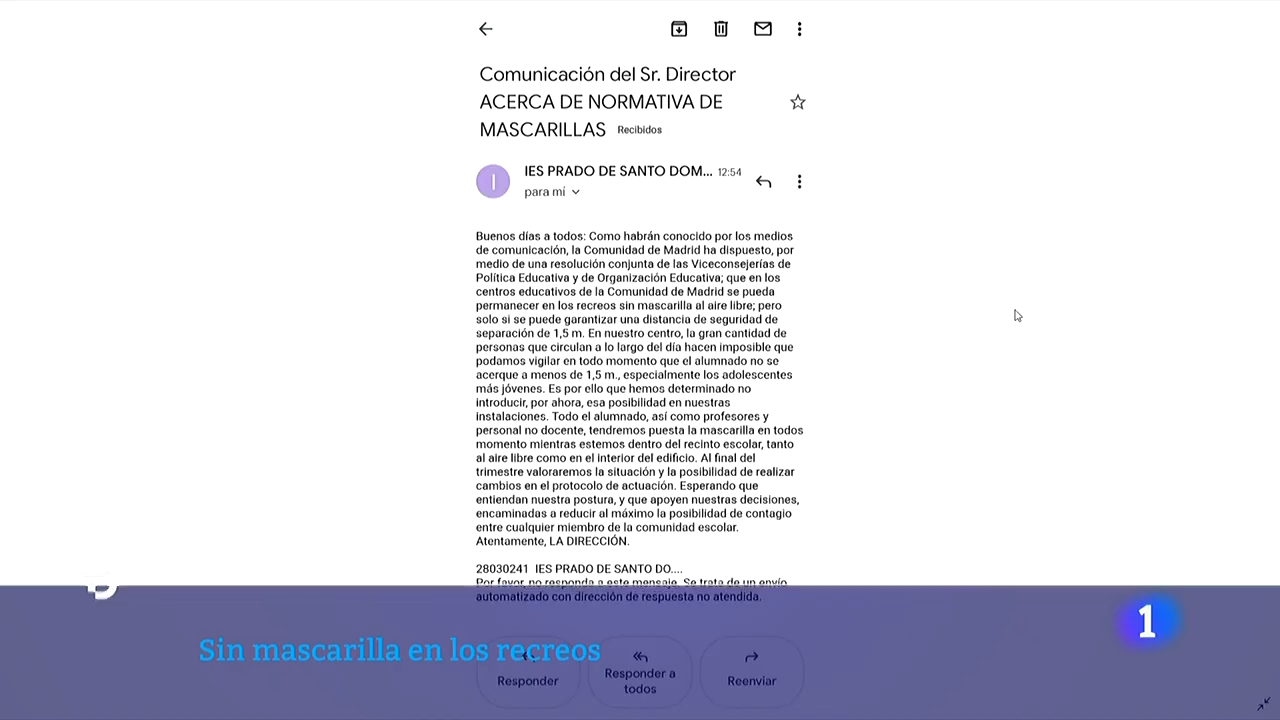 Comunicación del Sr. Director
ACERCA DE NORMATIVA DE
MASCARILLAS Recibidos
I
IES PRADO DE SANTO DOM... 12:54
para mí
Buenos días a todos: Como habrán conocido por los medios
de comunicación, la Comunidad de Madrid ha dispuesto, por
medio de una resolución conjunta de las Viceconsejerías de
Política Educativa y de Organización Educativa; que en los
centros educativos de la Comunidad de Madrid se pueda
permanecer en los recreos sin mascarilla al aire libre; pero
solo si se puede garantizar una distancia de seguridad de
separación de 1,5 m. En nuestro centro, la gran cantidad de
personas que circulan a lo largo del día hacen imposible que
podamos vigilar en todo momento que el alumnado no se
acerque a menos de 1,5 m., especialmente los adolescentes
más jóvenes. Es por ello que hemos determinado no
introducir, por ahora, esa posibilidad en nuestras
instalaciones. Todo el alumnado, así como profesores y
personal no docente, tendremos puesta la mascarilla en todos
momento mientras estemos dentro del recinto escolar, tanto
al aire libre como en el interior del edificio. Al final del
trimestre valoraremos la situación y la posibilidad de realizar
cambios en el protocolo de actuación. Esperando que
entiendan nuestra postura, y que apoyen nuestras decisiones,
encaminadas a reducir al máximo la posibilidad de contagio
entre cualquier miembro de la comunidad escolar.
Atentamente, LA DIRECCIÓN.
28030241 IES PRADO DE SANTO DO....
Por favor, no responda a este mensaje. Se trata de un envío
automatizado con dirección de respuesta no atendida.
1
Sin mascarilla en los recreos
Responder
Responder a
todos
Reenviar